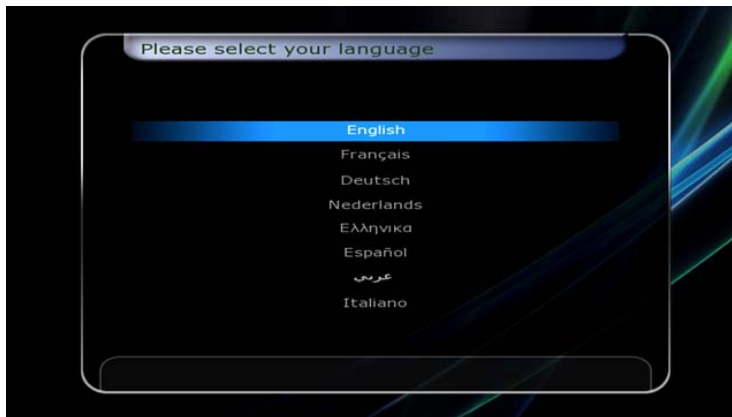 Please select your language
English
Français
Deutsch
Nederlands
Ελληνικα
Español
عربي
Italiano